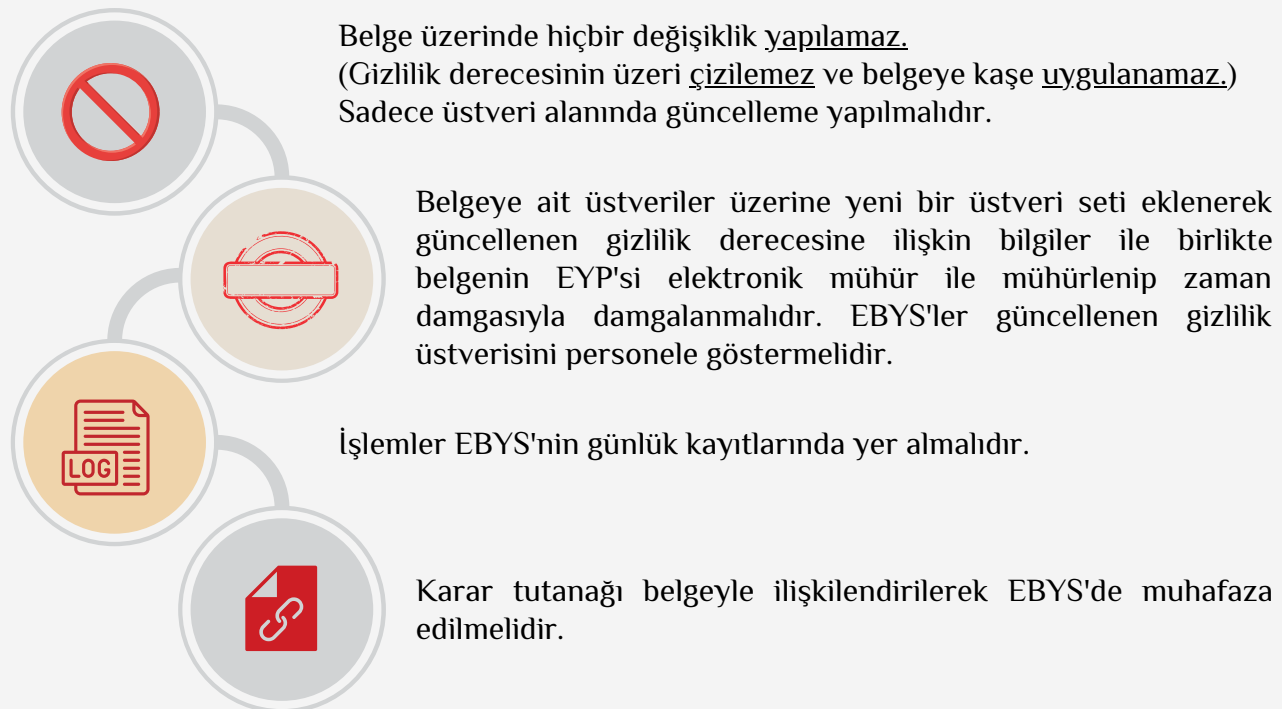 Belge üzerinde hiçbir değişiklik yapılamaz.
(Gizlilik derecesinin üzeri çizilemez ve belgeye kaşe uygulanamaz.)
Sadece üstveri alanında güncelleme yapılmalıdır.
Belgeye ait üstveriler üzerine yeni bir üstveri seti eklenerek
güncellenen gizlilik derecesine ilişkin bilgiler ile birlikte
belgenin EYP'si elektronik mühür ile mühürlenip zaman
damgasıyla damgalanmalıdır. EBYS'ler güncellenen gizlilik
üstverisini personele göstermelidir.
LOG
İşlemler EBYS'nin günlük kayıtlarında yer almalıdır.
Karar tutanağı belgeyle ilişkilendirilerek EBYS'de muhafaza
edilmelidir.